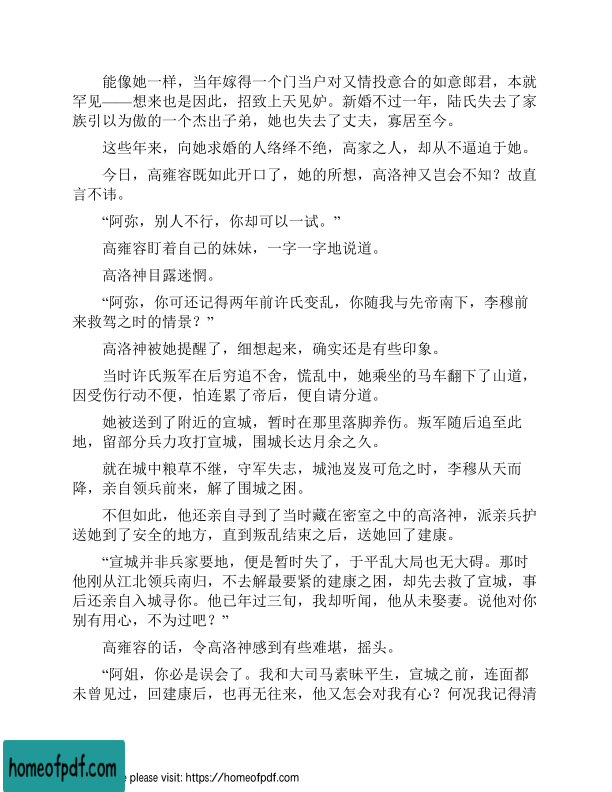 能像她一样，当年嫁得一个门当户对又情投意合的如意郎君，本就
罕见——想来也是因此，招致上天见妒。新婚不过一年，陆氏失去了家
族引以为傲的一个杰出子弟，她也失去了丈夫，寡居至今。
这些年来，向她求婚的人络绎不绝，高家之人，却从不逼迫于她。
今日，高雍容既如此开口了，她的所想，高洛神又岂会不知？故直
言不讳。
“阿弥，别人不行，你却可以一试。”
高雍容盯着自己的妹妹，一字一字地说道。
高洛神目露迷惘。
“阿弥，你可还记得两年前许氏变乱，你随我与先帝南下，李穆前
来救驾之时的情景？”
高洛神被她提醒了，细想起来，确实还是有些印象。
当时许氏叛军在后穷追不舍，慌乱中，她乘坐的马车翻下了山道，
因受伤行动不便，怕连累了帝后，便自请分道。
她被送到了附近的宣城，暂时在那里落脚养伤。叛军随后追至此
地，留部分兵力攻打宣城，围城长达月余之久。
就在城中粮草不继，守军失志，城池岌岌可危之时，李穆从天而
降，亲自领兵前来，解了围城之困。
不但如此，他还亲自寻到了当时藏在密室之中的高洛神，派亲兵护
送她到了安全的地方，直到叛乱结束之后，送她回了建康。
“宣城并非兵家要地，便是暂时失了，于平乱大局也无大碍。那时
他刚从江北领兵南归，不去解最要紧的建康之困，却先去救了宣城，事
后还亲自入城寻你。他已年过三旬，我却听闻，他从未娶妻。说他对你
别有用心，不为过吧？”
高雍容的话，令高洛神感到有些难堪，摇头。
“阿姐，你必是误会了。我和大司马素昧平生，宣城之前，连面都
未曾见过，回建康后，也再无往来，他又怎会对我有心？何况我记得清
homeofpdf.com
e please visit: https://homeofpdf.com